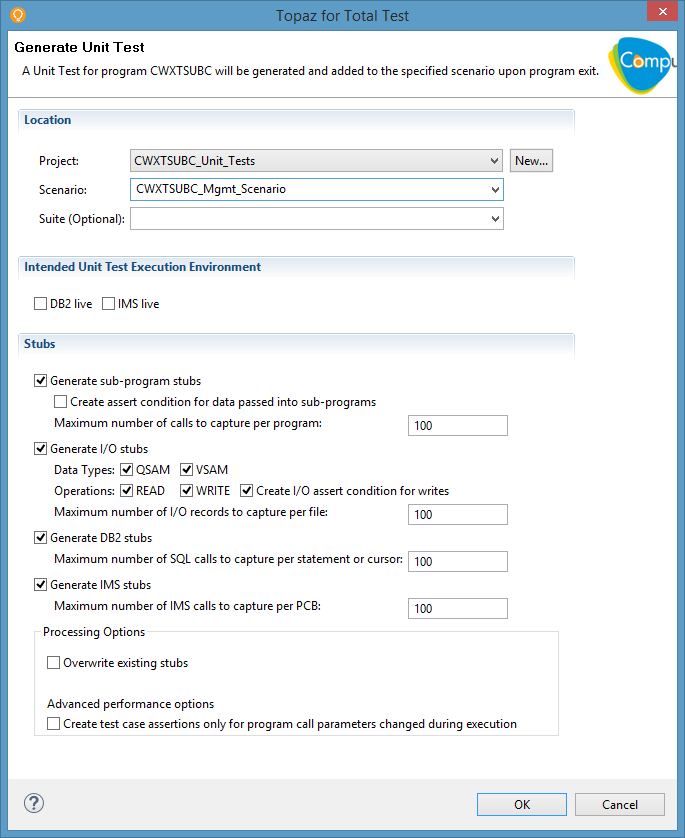 Topaz for Total Test
Generate Unit Test
A Unit Test for program CWXTSUBC will be generated and added to the specified scenario upon program exit.
Compu
Location
Project: CWXTSUBC_Unit_Tests New...
Scenario: CWXTSUBC_Mgmt_Scenario
Suite (Optional):
Intended Unit Test Execution Environment
DB2 live IMS live
Stubs
Generate sub-program stubs
Create assert condition for data passed into sub-programs
Maximum number of calls to capture per program: 100
Generate I/O stubs
Data Types: QSAM VSAM
Operations: READ WRITE Create I/O assert condition for writes
Maximum number of I/O records to capture per file: 100
Generate DB2 stubs
Maximum number of SQL calls to capture per statement or cursor: 100
Generate IMS stubs
Maximum number of IMS calls to capture per PCB: 100
Processing Options
Overwrite existing stubs
Advanced performance options
Create test case assertions only for program call parameters changed during execution
? OK Cancel